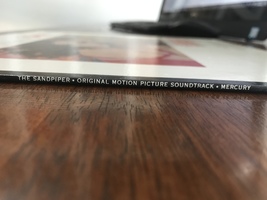 THE SANDPIPER • ORIGINAL MOTION PICTURE SOUNDTRACK • MERCURY